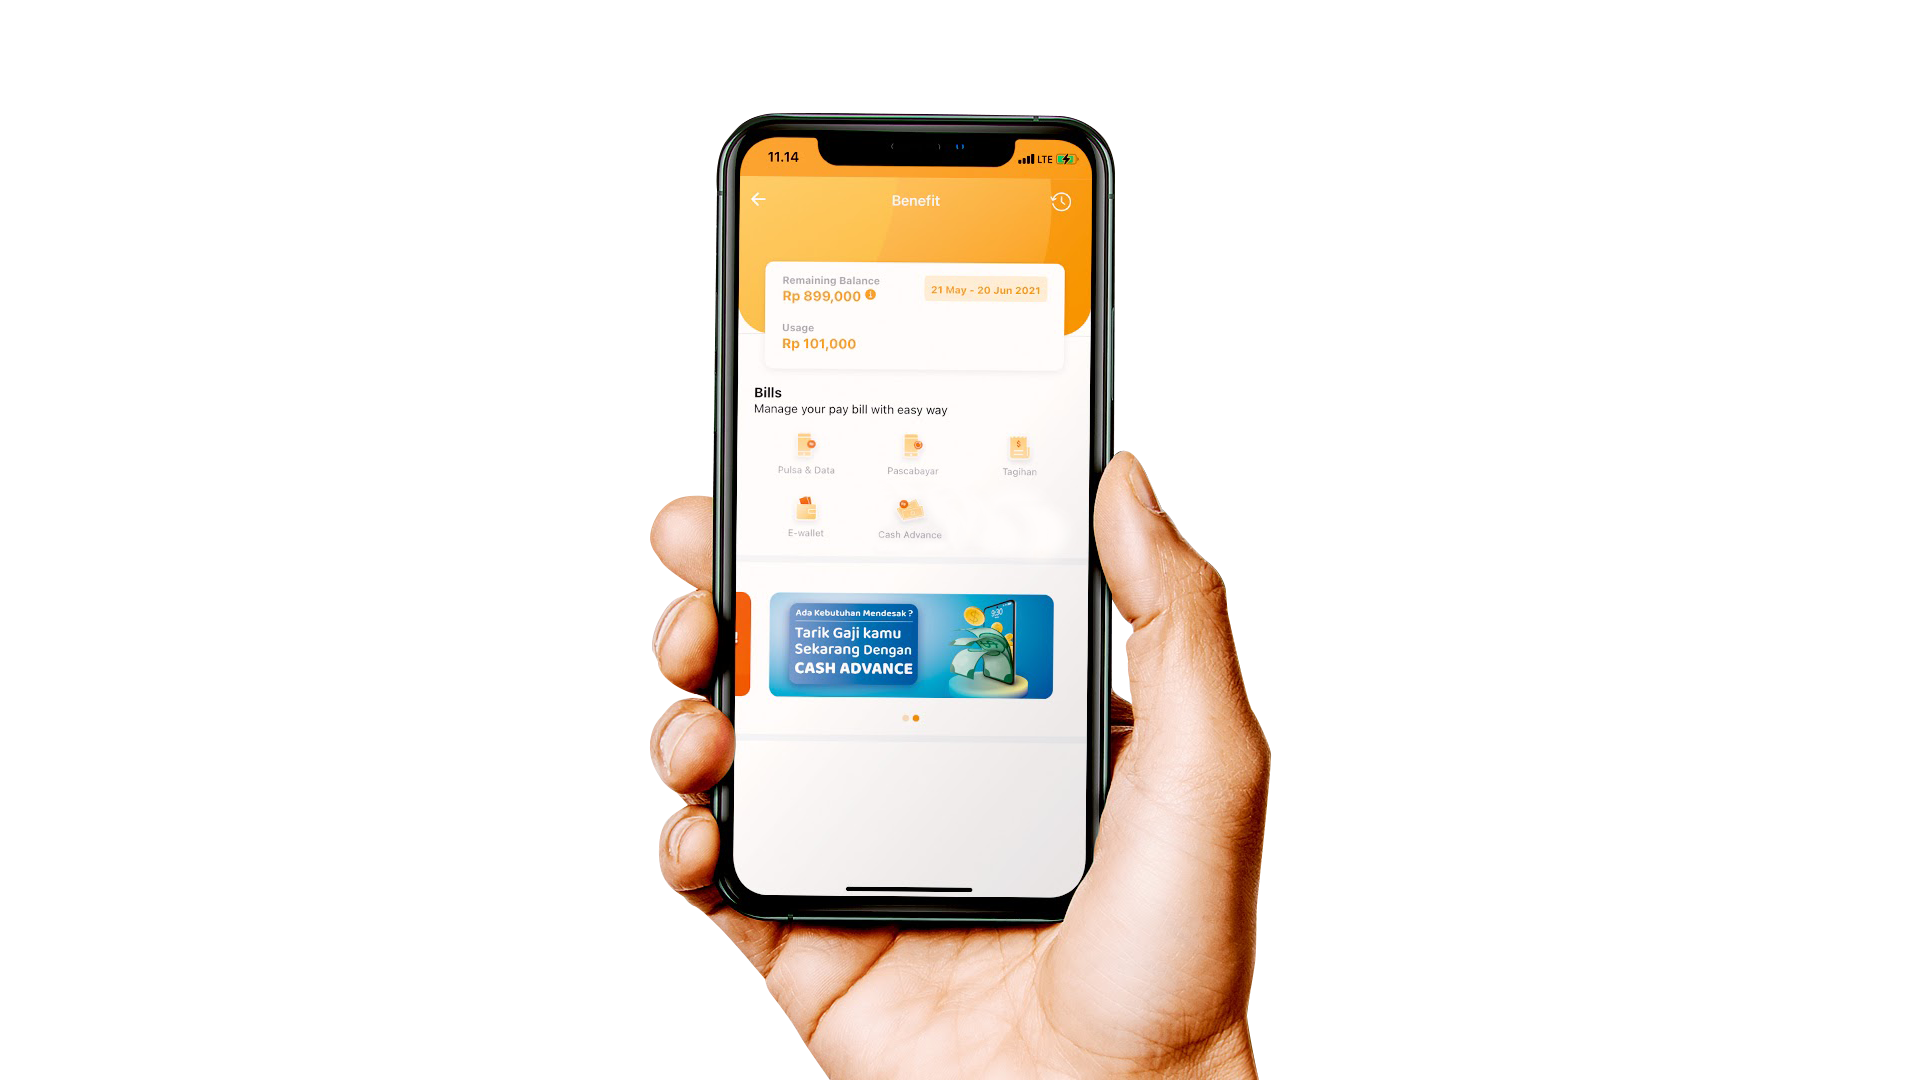 11.14
LTE
Benefit
Remaining Balance
Rp 899,000
21 May - 20 Jun 2021
Usage
Rp 101,000
Bills
Manage your pay bill with easy way
Pulsa & Data
Pascabayar
Tagihan
E-wallet
Cash Advance
!
Ada Kebutuhan Mendesak ?
Tarik Gaji kamu
Sekarang Dengan
CASH ADVANCE
9:30